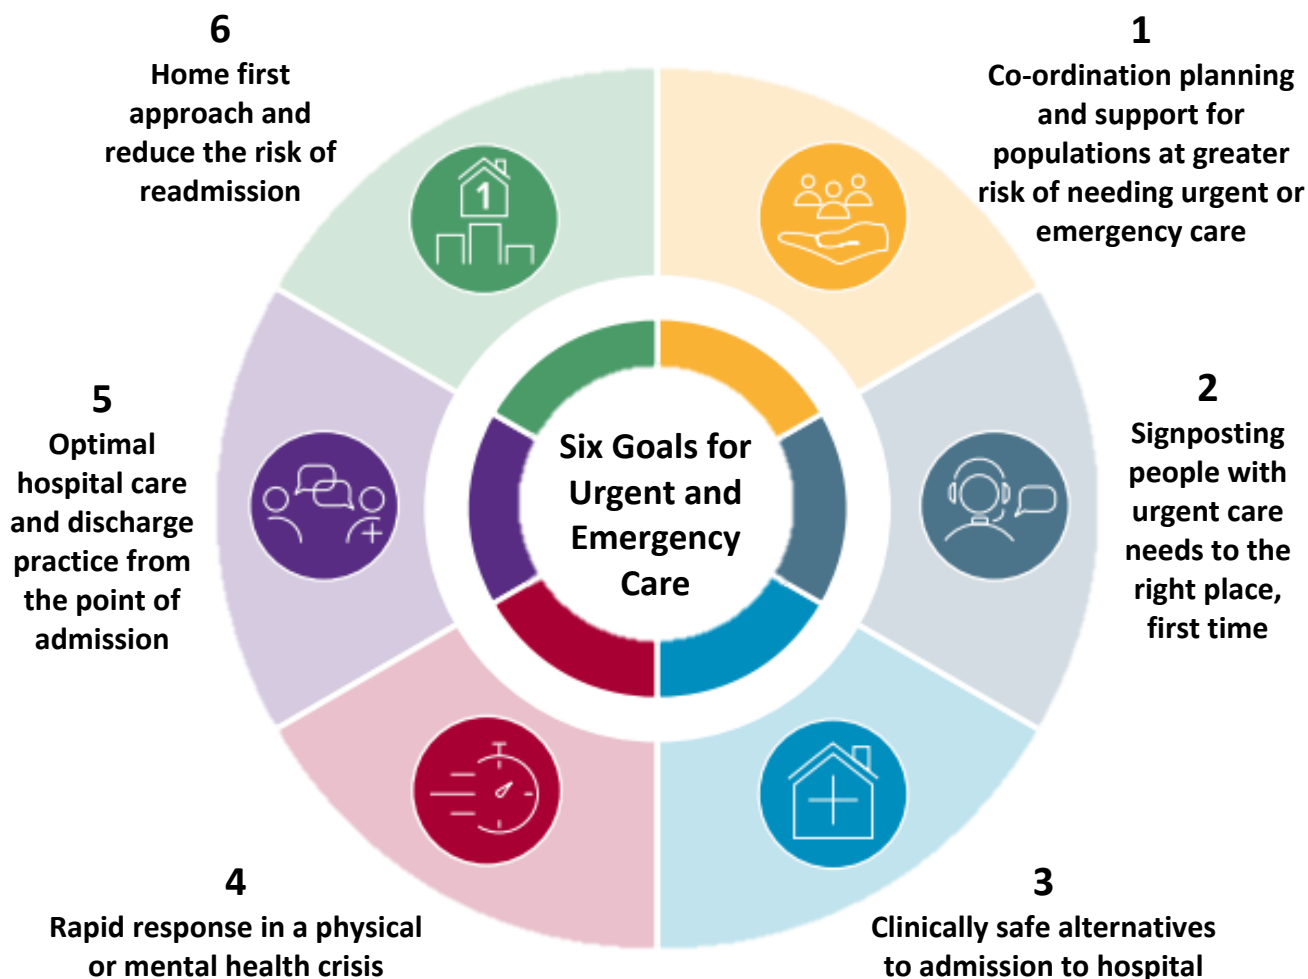 6
Home first
approach and
reduce the risk of
readmission
1
Co-ordination planning
and support for
populations at greater
risk of needing urgent or
emergency care
1
5
Optimal
hospital care
and discharge
practice from
the point of
admission
Six Goals for
Urgent and
Emergency
Care
2
Signposting
people with
urgent care
needs to the
right place,
first time
4
Rapid response in a physical
or mental health crisis
3
Clinically safe alternatives
to admission to hospital